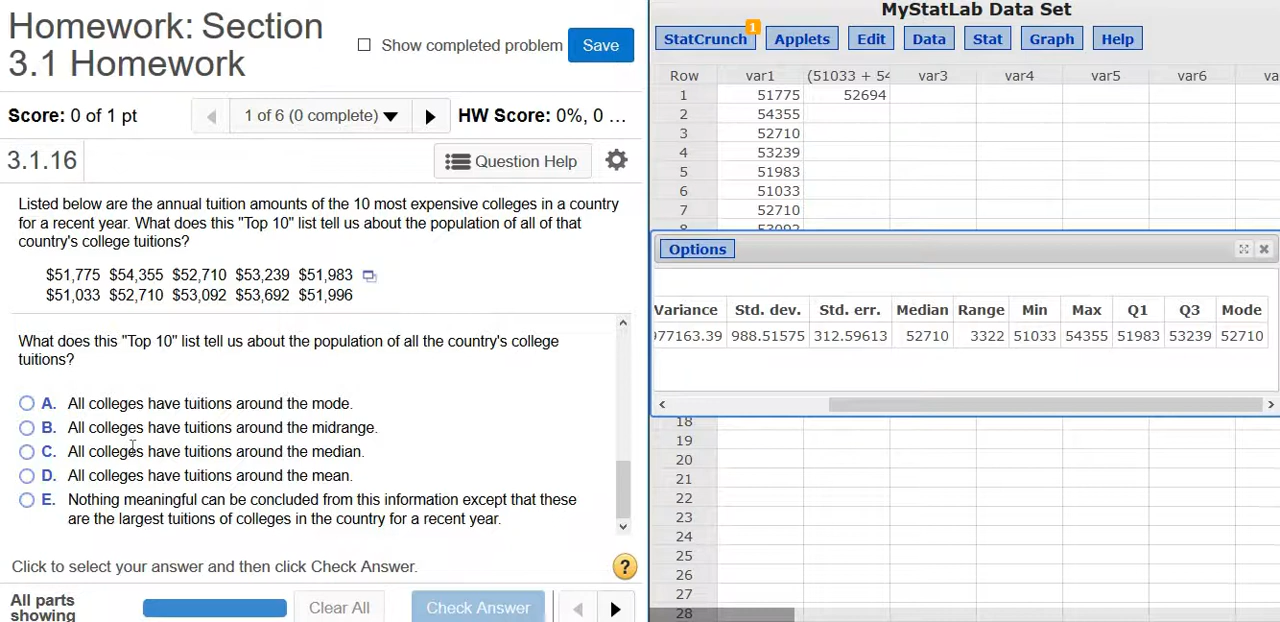 Homework: Section
3.1 Homework
Show completed problem
Save
Score: 0 of 1 pt
1 of 6 (0 complete)
HW Score: 0%, 0 ...
3.1.16
Question Help
Listed below are the annual tuition amounts of the 10 most expensive colleges in a country
for a recent year. What does this "Top 10" list tell us about the population of all of that
country's college tuitions?
$51,775 $54,355 $52,710 $53,239 $51,983
$51,033 $52,710 $53,092 $53,692 $51,996
What does this "Top 10" list tell us about the population of all the country's college
tuitions?
A. All colleges have tuitions around the mode.
B. All colleges have tuitions around the midrange.
C. All colleges have tuitions around the median.
D. All colleges have tuitions around the mean.
E. Nothing meaningful can be concluded from this information except that these
are the largest tuitions of colleges in the country for a recent year.
Click to select your answer and then click Check Answer.
?
All parts
showing
Clear All
Check Answer
MyStatLab Data Set
1
StatCrunch Applets Edit Data Stat Graph Help
Row var1 (51033 + 54 var3 var4 var5 var6 va
1 51775 52694
2 54355
3 52710
4 53239
5 51983
6 51033
7 52710
8 53092
Options
Variance Std. dev. Std. err. Median Range Min Max Q1 Q3 Mode
977163.39 988.51575 312.59613 52710 3322 51033 54355 51983 53239 52710
18
19
20
21
22
23
24
25
26
27
28